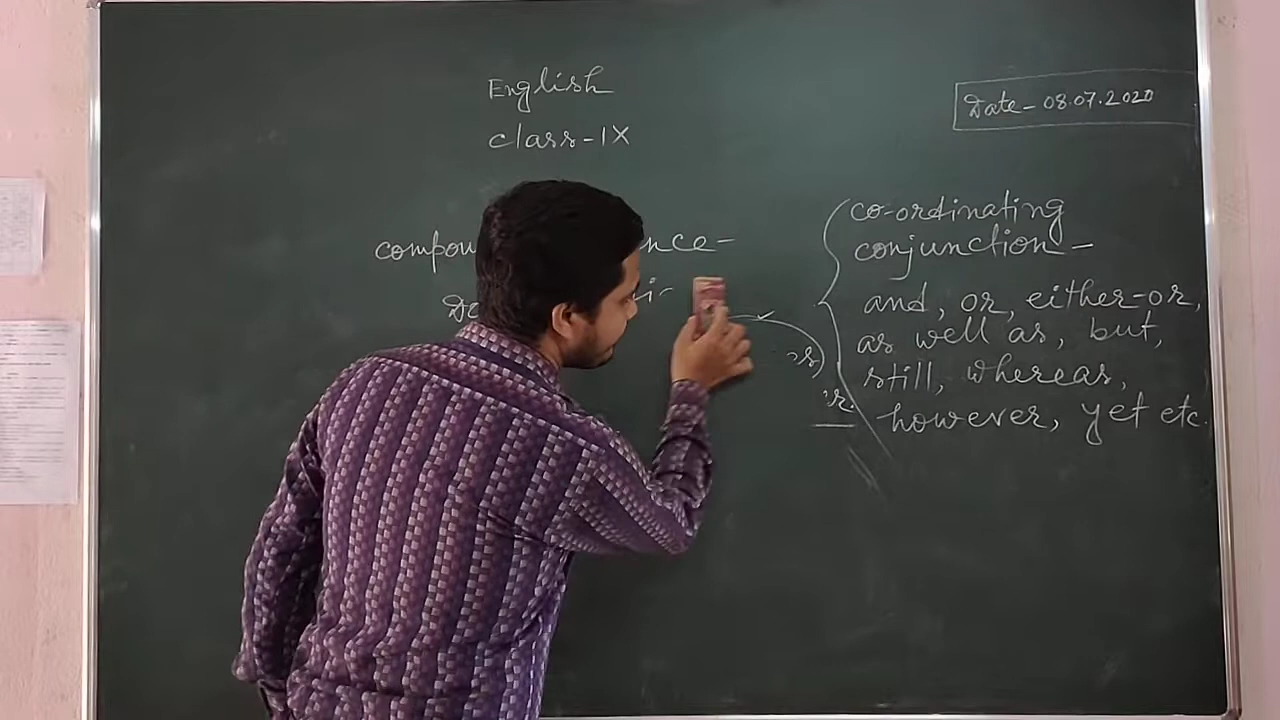 English
class-IX
Date- 08.07.2020
co-ordinating
conjunction-
and, or, either-or,
as well as, but,
still, whereas,
however, yet etc.